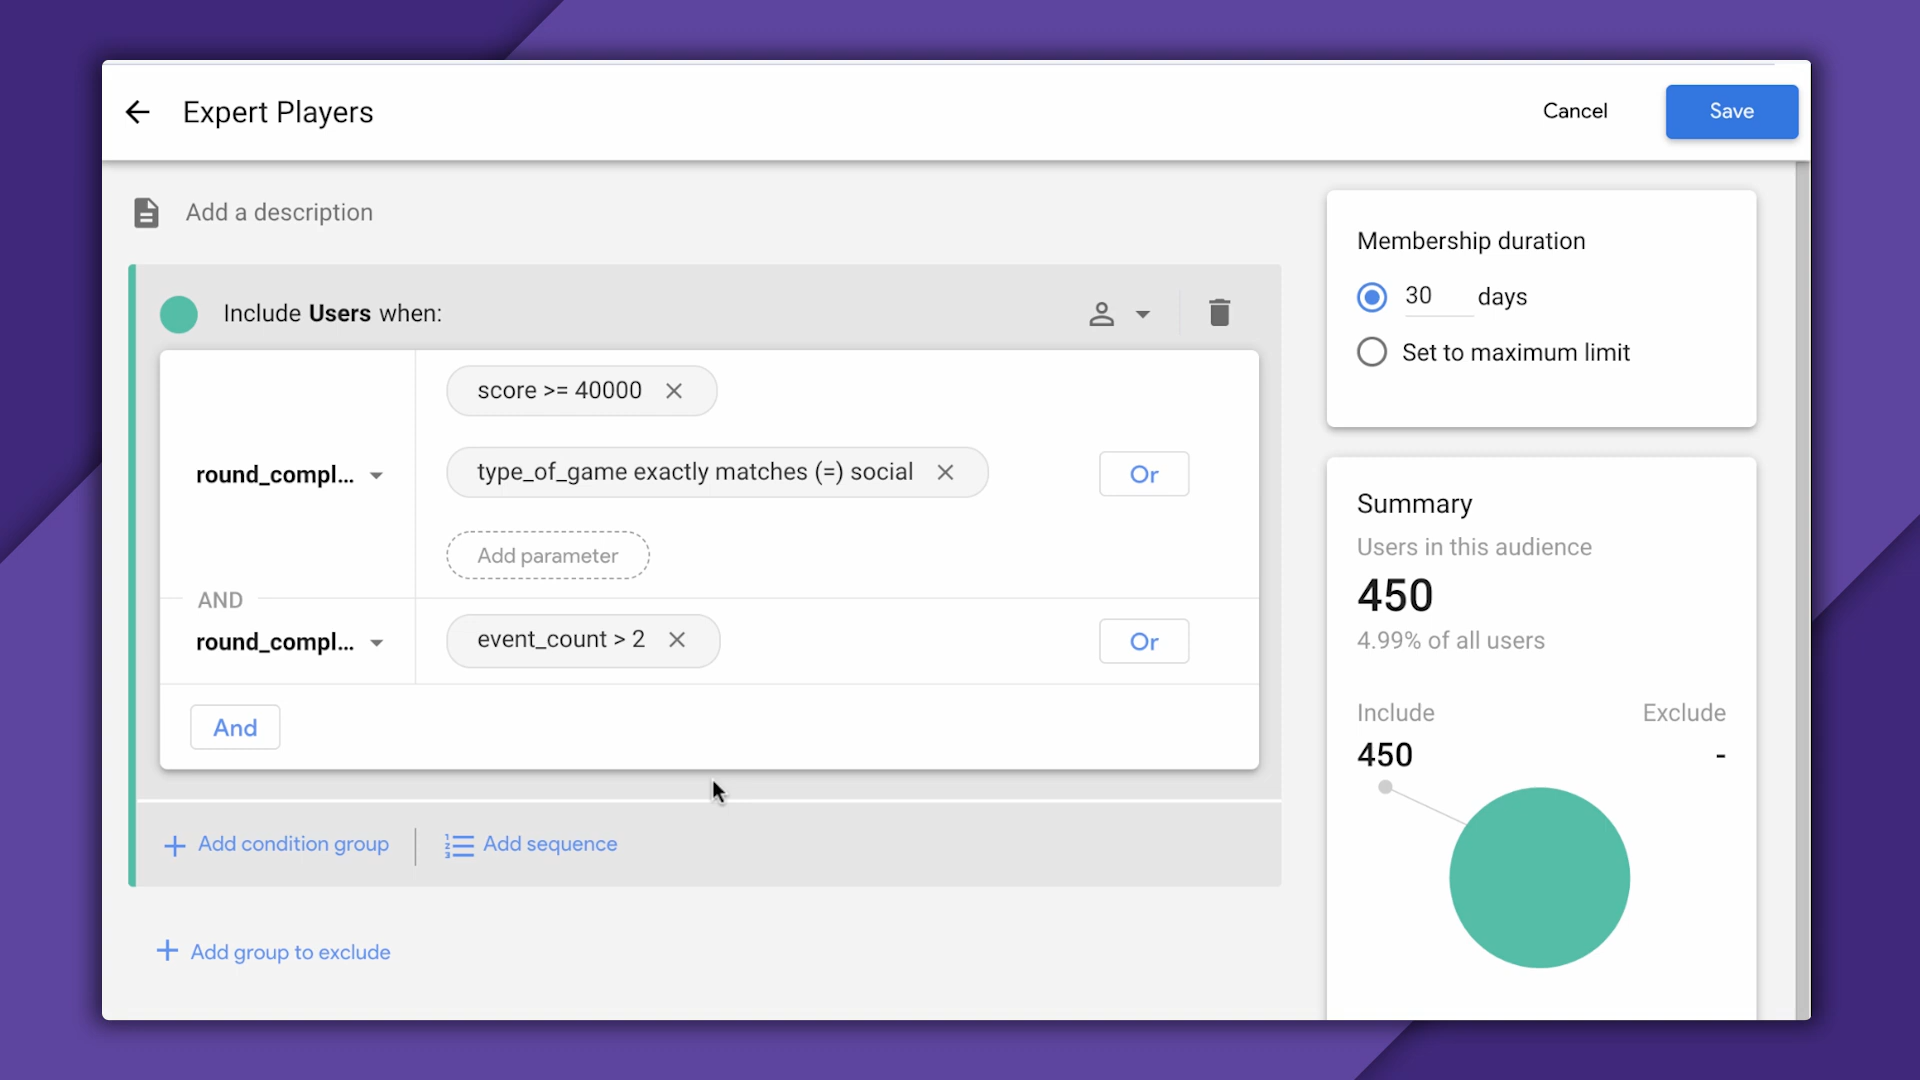 Expert Players
Cancel
Save
Add a description
Include Users when:
score >= 40000
round_compl...
type_of_game exactly matches (=) social
Or
Add parameter
AND
round_compl...
event_count > 2
Or
And
Add condition group
Add sequence
Add group to exclude
Membership duration
30 days
Set to maximum limit
Summary
Users in this audience
450
4.99% of all users
Include
Exclude
450
-